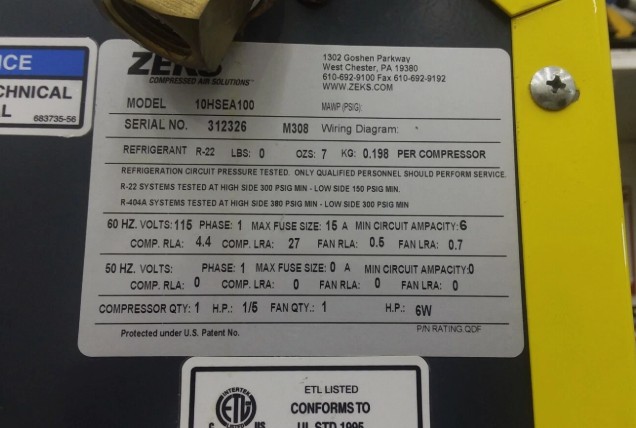 ICE
CHNICAL
L
683735-56
ZEKS
COMPRESSED AIR SOLUTIONS™
1302 Goshen Parkway
West Chester, PA 19380
610-692-9100 Fax 610-692-9192
WWW.ZEKS.COM
MODEL 10HSEA100 MAWP (PSIG):
SERIAL NO. 312326 M308 Wiring Diagram:
REFRIGERANT R-22 LBS: 0 OZS: 7 KG: 0.198 PER COMPRESSOR
REFRIGERATION CIRCUIT PRESSURE TESTED. ONLY QUALIFIED PERSONNEL SHOULD PERFORM SERVICE.
R-22 SYSTEMS TESTED AT HIGH SIDE 300 PSIG MIN - LOW SIDE 150 PSIG MIN.
R-404A SYSTEMS TESTED AT HIGH SIDE 380 PSIG MIN - LOW SIDE 300 PSIG MIN
60 HZ. VOLTS: 115 PHASE: 1 MAX FUSE SIZE: 15 A MIN CIRCUIT AMPACITY: 6
COMP. RLA: 4.4 COMP. LRA: 27 FAN RLA: 0.5 FAN LRA: 0.7
50 HZ. VOLTS: PHASE: 1 MAX FUSE SIZE: 0 A MIN CIRCUIT AMPACITY: 0
COMP. RLA: 0 COMP. LRA: 0 FAN RLA: 0 FAN LRA: 0
COMPRESSOR QTY: 1 H.P.: 1/5 FAN QTY.: 1 H.P.: 6W
Protected under U.S. Patent No. P/N RATING.QDF
INTERTEK
ETL
LISTED
C US
ETL LISTED
CONFORMS TO
UL STD 1995